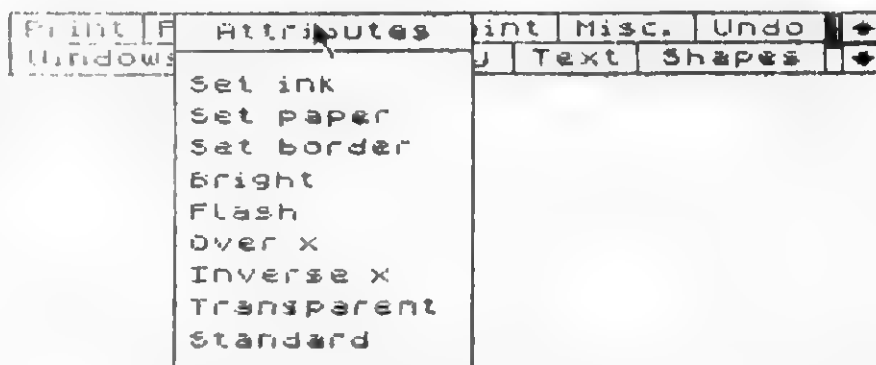 Print Attributes Misc. Undo
Windows Text Shapes
Set ink
Set paper
Set border
Bright
Flash
Over x
Inverse x
Transparent
Standard